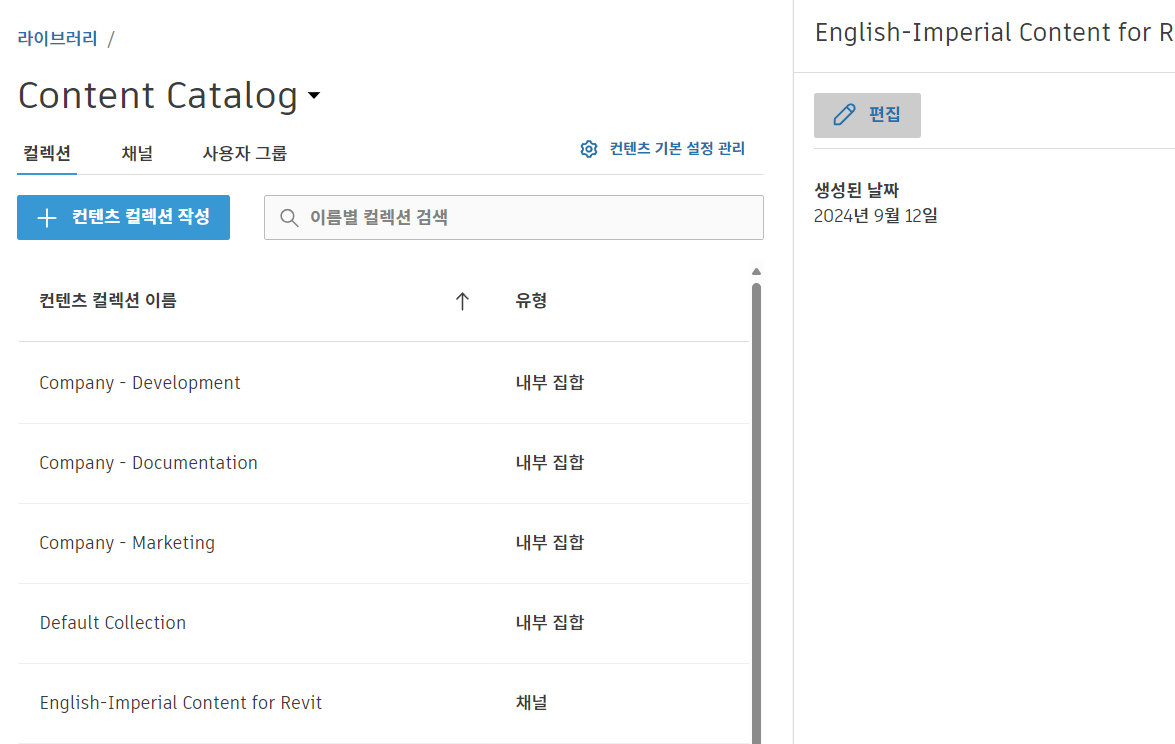 라이브러리 /
Content Catalog
컬렉션 채널 사용자 그룹 컨텐츠 기본 설정 관리
컨텐츠 컬렉션 작성 이름별 컬렉션 검색
컨텐츠 컬렉션 이름 유형
Company - Development 내부 집합
Company - Documentation 내부 집합
Company - Marketing 내부 집합
Default Collection 내부 집합
English-Imperial Content for Revit 채널
English-Imperial Content for R
편집
생성된 날짜
2024년 9월 12일